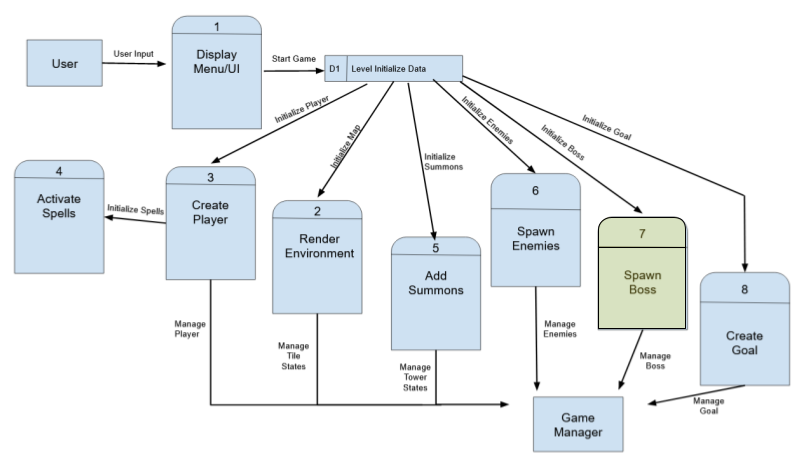 1
Display
Menu/UI
User
User Input
Start Game
D1 Level Initialize Data
Initialize Player
Initialize Map
Initialize
Summons
Initialize Enemies
Initialize Boss
Initialize Goal
4
Activate
Spells
Initialize Spells
3
Create
Player
2
Render
Environment
5
Add
Summons
6
Spawn
Enemies
7
Spawn
Boss
8
Create
Goal
Manage
Player
Manage
Tile
States
Manage
Tower
States
Manage
Enemies
Manage
Boss
Manage
Goal
Game
Manager